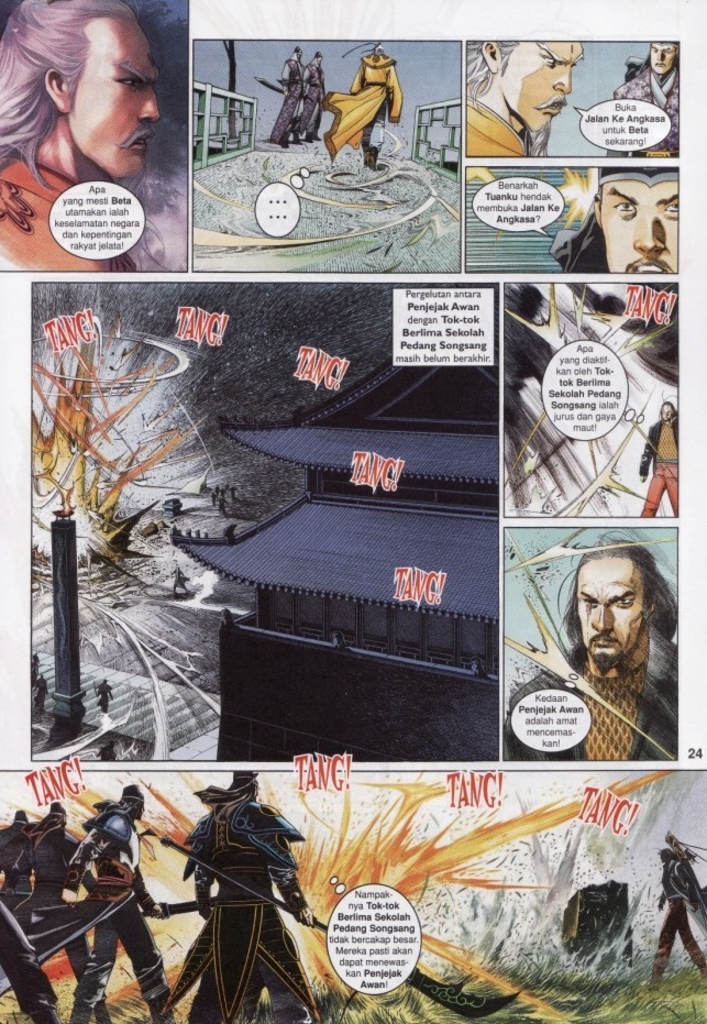 Apa
yang mesti Beta
utamakan ialah
keselamatan negara
dan kepentingan
rakyat jelata!
...
...
Buka
Jalan Ke Angkasa
untuk Beta
sekarang!
Benarkah
Tuanku hendak
membuka Jalan Ke
Angkasa?
TANG!
TANG!
TANG!
TANG!
TANG!
Pergelutan antara
Penjejak Awan
dengan Tok-tok
Berlima Sekolah
Pedang Songsang
masih belum berakhir.
TANG!
Apa
yang diaktif-
kan oleh Tok-
tok Berlima
Sekolah Pedang
Songsang ialah
jurus dan gaya
maut!
Kedaan
Penjejak Awan
adalah amat
mencemas-
kan!
24
TANG!
TANG!
TANG!
TANG!
Nampak-
nya Tok-tok
Berlima Sekolah
Pedang Songsang
tidak bercakap besar.
Mereka pasti akan
dapat menewas-
kan Penjejak
Awan!